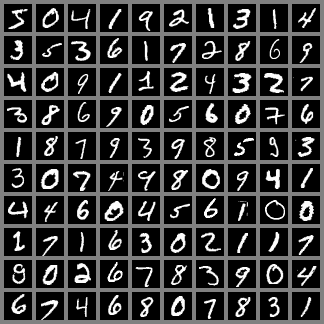 5 0 4 1 9 2 1 3 1 4
3 5 3 6 1 7 2 8 6 9
4 0 9 1 1 2 4 3 2 7
3 8 6 9 0 5 6 0 7 6
1 8 7 9 3 9 8 5 9 3
3 0 7 4 9 8 0 9 4 1
4 4 6 0 4 5 6 1 0 0
1 7 1 6 3 0 2 1 1 7
9 0 2 6 7 8 3 9 0 4
6 7 4 6 8 0 7 8 3 1